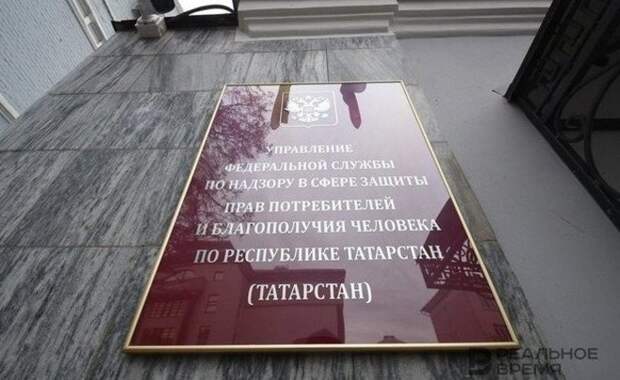 УПРАВЛЕНИЕ
ФЕДЕРАЛЬНОЙ СЛУЖБЫ
ПО НАДЗОРУ В СФЕРЕ ЗАЩИТЫ
ПРАВ ПОТРЕБИТЕЛЕЙ
И БЛАГОПОЛУЧИЯ ЧЕЛОВЕКА
ПО РЕСПУБЛИКЕ ТАТАРСТАН
(ТАТАРСТАН)
РЕАЛЬНОЕ
ВРЕМЯ